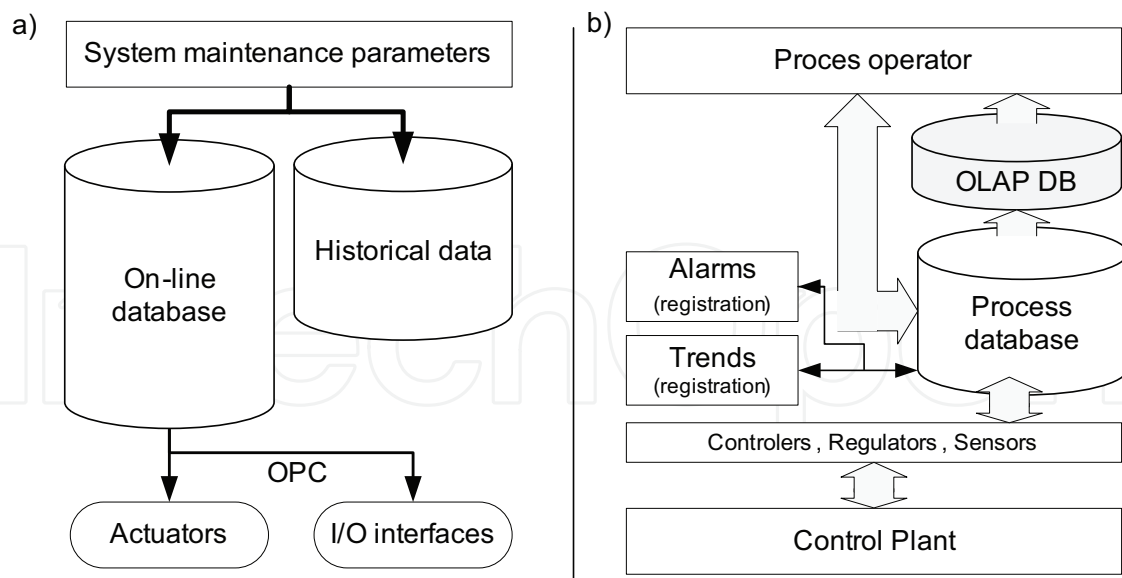 a)
System maintenance parameters
On-line
database
Historical data
OPC
Actuators
I/O interfaces
b)
Proces operator
OLAP DB
Alarms
(registration)
Process
database
Trends
(registration)
Controlers , Regulators , Sensors
Control Plant